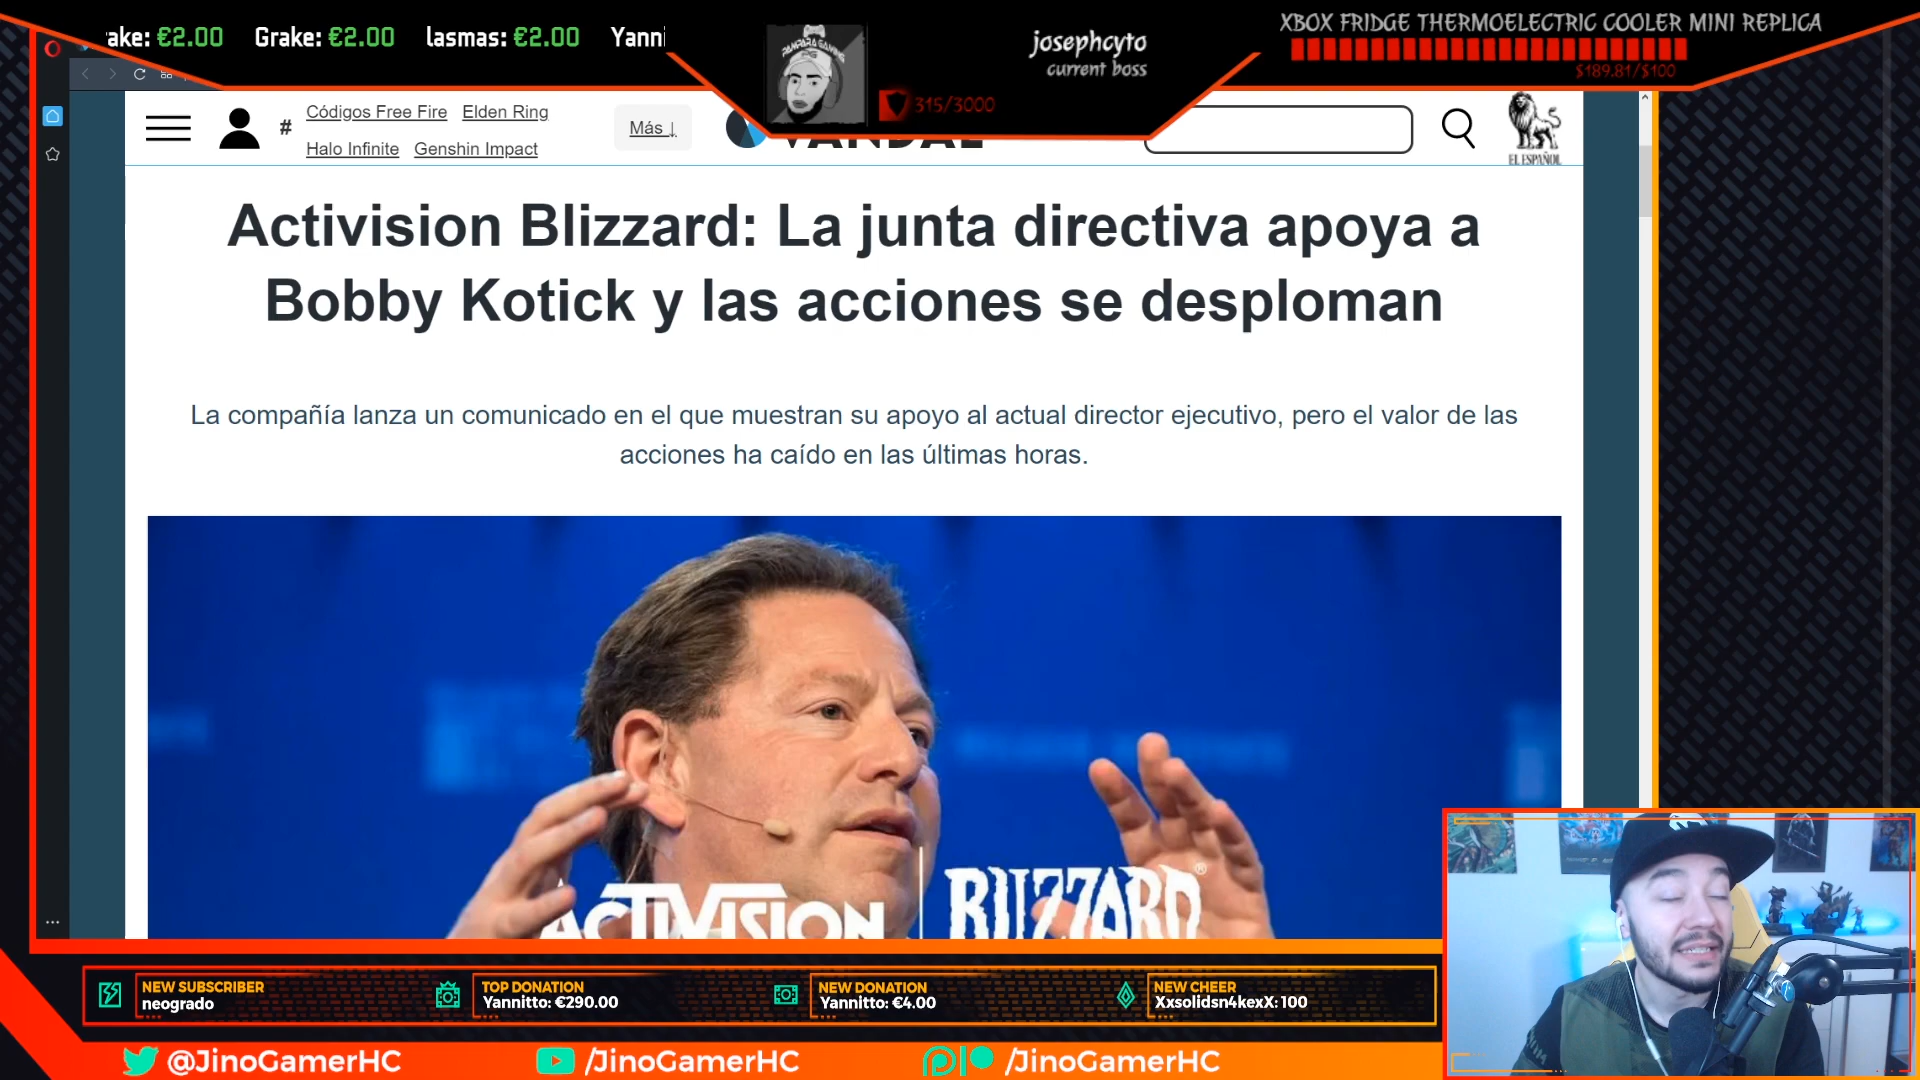 ake: €2.00 Grake: €2.00 lasmas: €2.00 Yanni
josephcyto
current boss
315/3000
XBOX FRIDGE THERMOELECTRIC COOLER MINI REPLICA
$189.81/$100
# Códigos Free Fire Elden Ring
Halo Infinite Genshin Impact
Más ↓
VANDAL
EL ESPAÑOL
Activision Blizzard: La junta directiva apoya a
Bobby Kotick y las acciones se desploman
La compañía lanza un comunicado en el que muestran su apoyo al actual director ejecutivo, pero el valor de las
acciones ha caído en las últimas horas.
ACTIVISION | BLIZZARD®
NEW SUBSCRIBER
neogrado
TOP DONATION
Yannitto: €290.00
NEW DONATION
Yannitto: €4.00
NEW CHEER
Xxsolidsn4kexX: 100
@JinoGamerHC
/JinoGamerHC
/JinoGamerHC